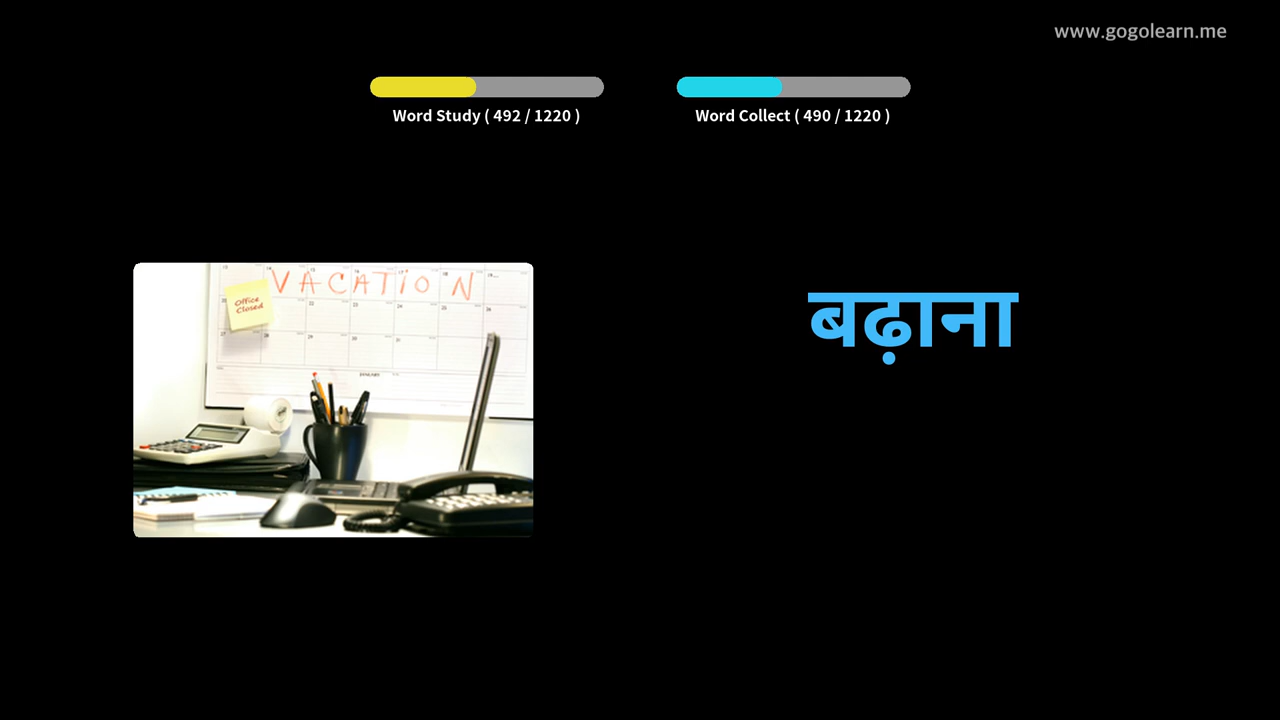 www.gogolearn.me
Word Study ( 492 / 1220 )
Word Collect ( 490 / 1220 )
VACATION
Office
Closed
बढ़ाना